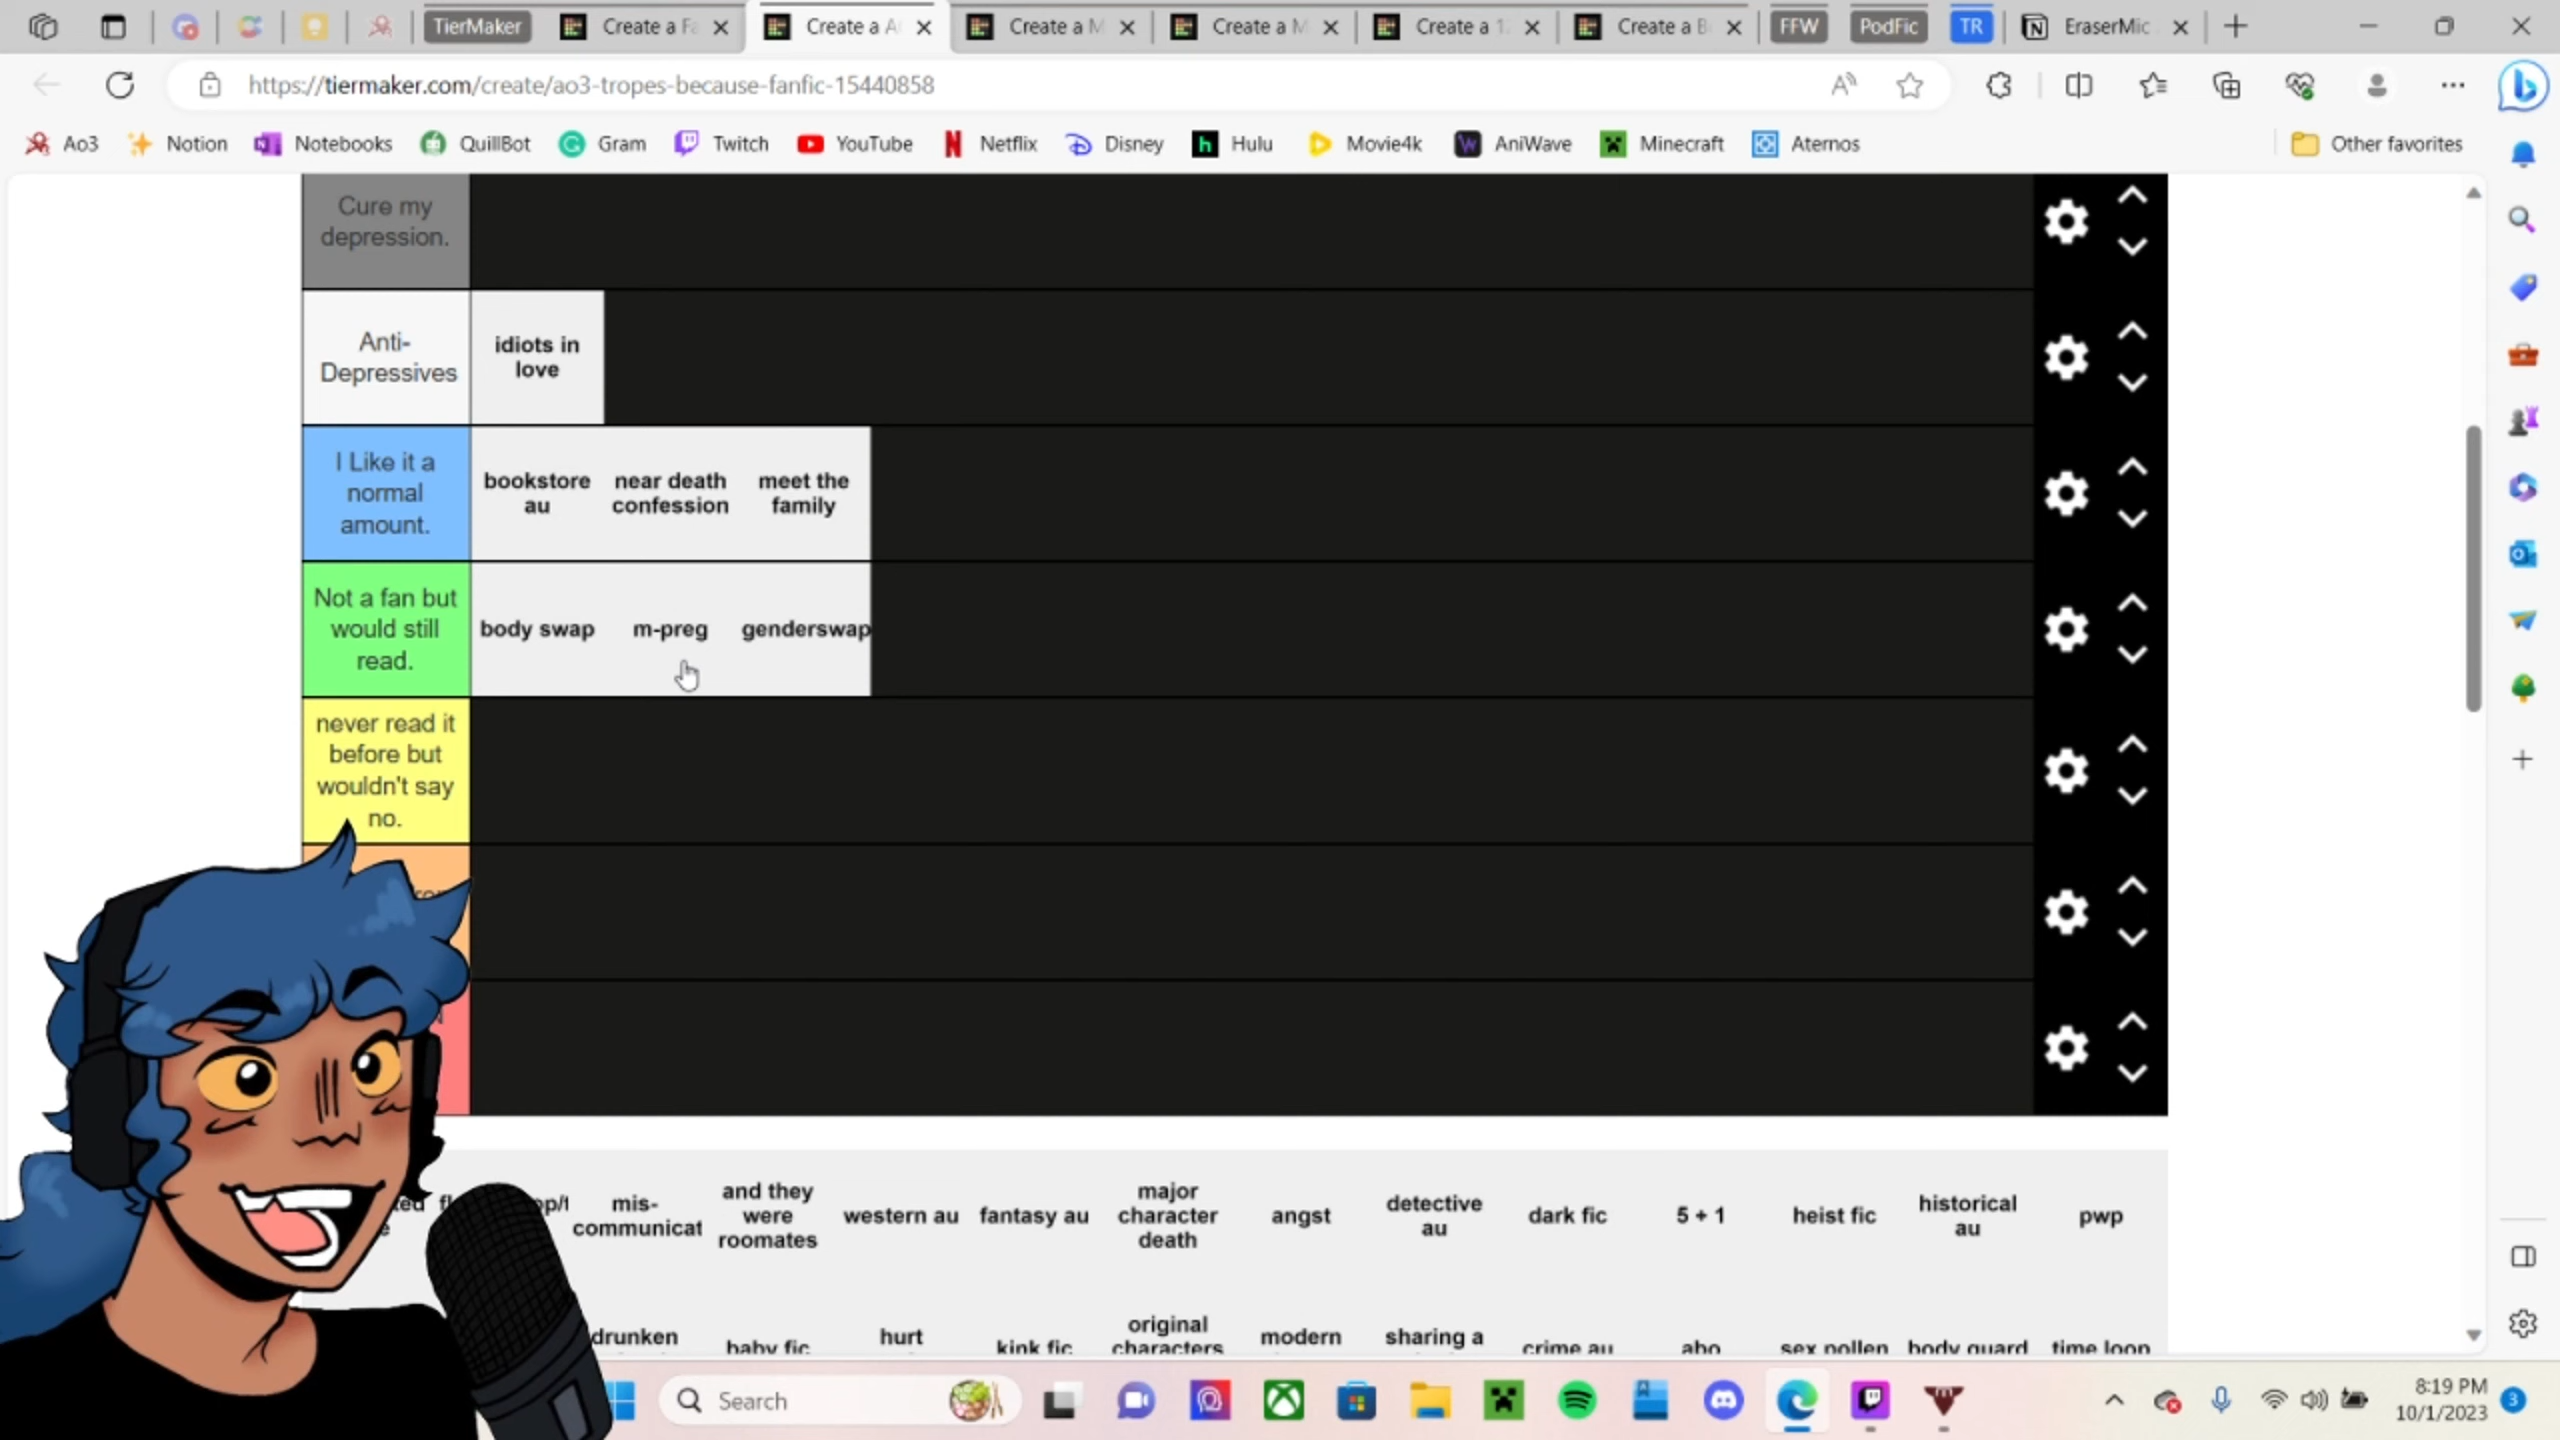 TierMaker
Create a Fa
Create a A
Create a M
Create a M
Create a 1
Create a B
FFW
PodFic
TR
EraserMic
https://tiermaker.com/create/ao3-tropes-because-fanfic-15440858
Ao3
Notion
Notebooks
QuillBot
Gram
Twitch
YouTube
Netflix
Disney
Hulu
Movie4k
AniWave
Minecraft
Aternos
Other favorites
Cure my
depression.
Anti-
Depressives
idiots in
love
I Like it a
normal
amount.
bookstore
au
near death
confession
meet the
family
Not a fan but
would still
read.
body swap
m-preg
genderswap
never read it
before but
wouldn't say
no.
mis-
communicat
and they
were
roomates
western au
fantasy au
major
character
death
angst
detective
au
dark fic
5 + 1
heist fic
historical
au
pwp
drunken
baby fic
hurt
kink fic
original
characters
modern
sharing a
crime au
abo
sex pollen
body guard
time loop
Search
8:19 PM
10/1/2023
3